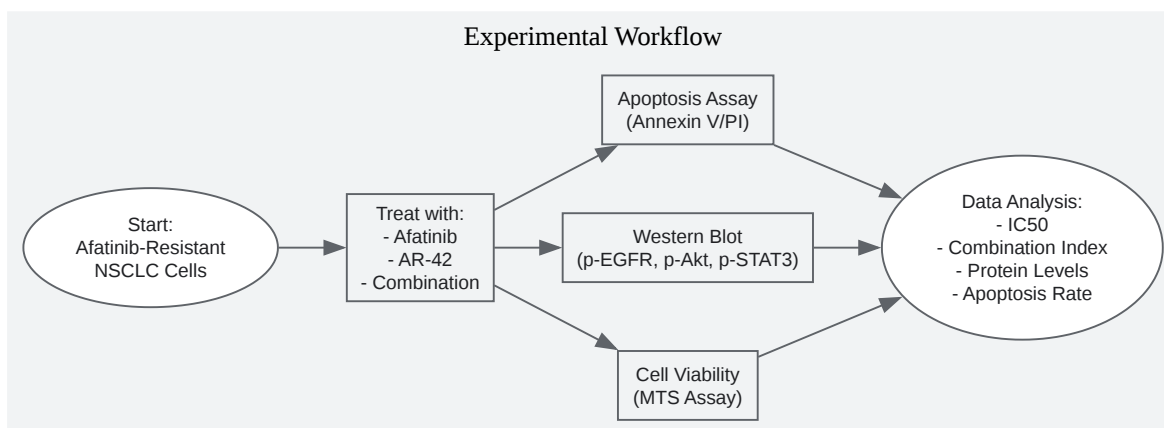 Experimental Workflow
Start:
Afatinib-Resistant
NSCLC Cells
Treat with:
- Afatinib
- AR-42
- Combination
Apoptosis Assay
(Annexin V/PI)
Western Blot
(p-EGFR, p-Akt, p-STAT3)
Cell Viability
(MTS Assay)
Data Analysis:
- IC50
- Combination Index
- Protein Levels
- Apoptosis Rate